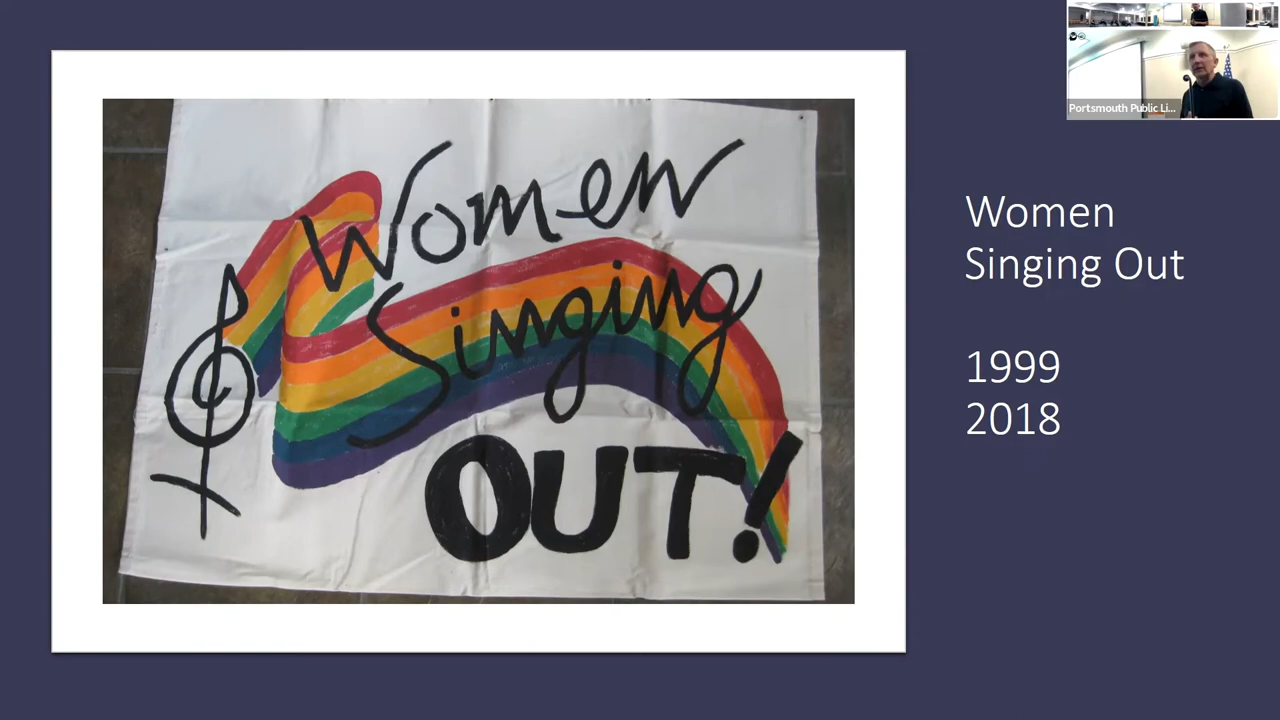 Women
Singing
OUT!
Women
Singing Out
1999
2018
Portsmouth Public Li...